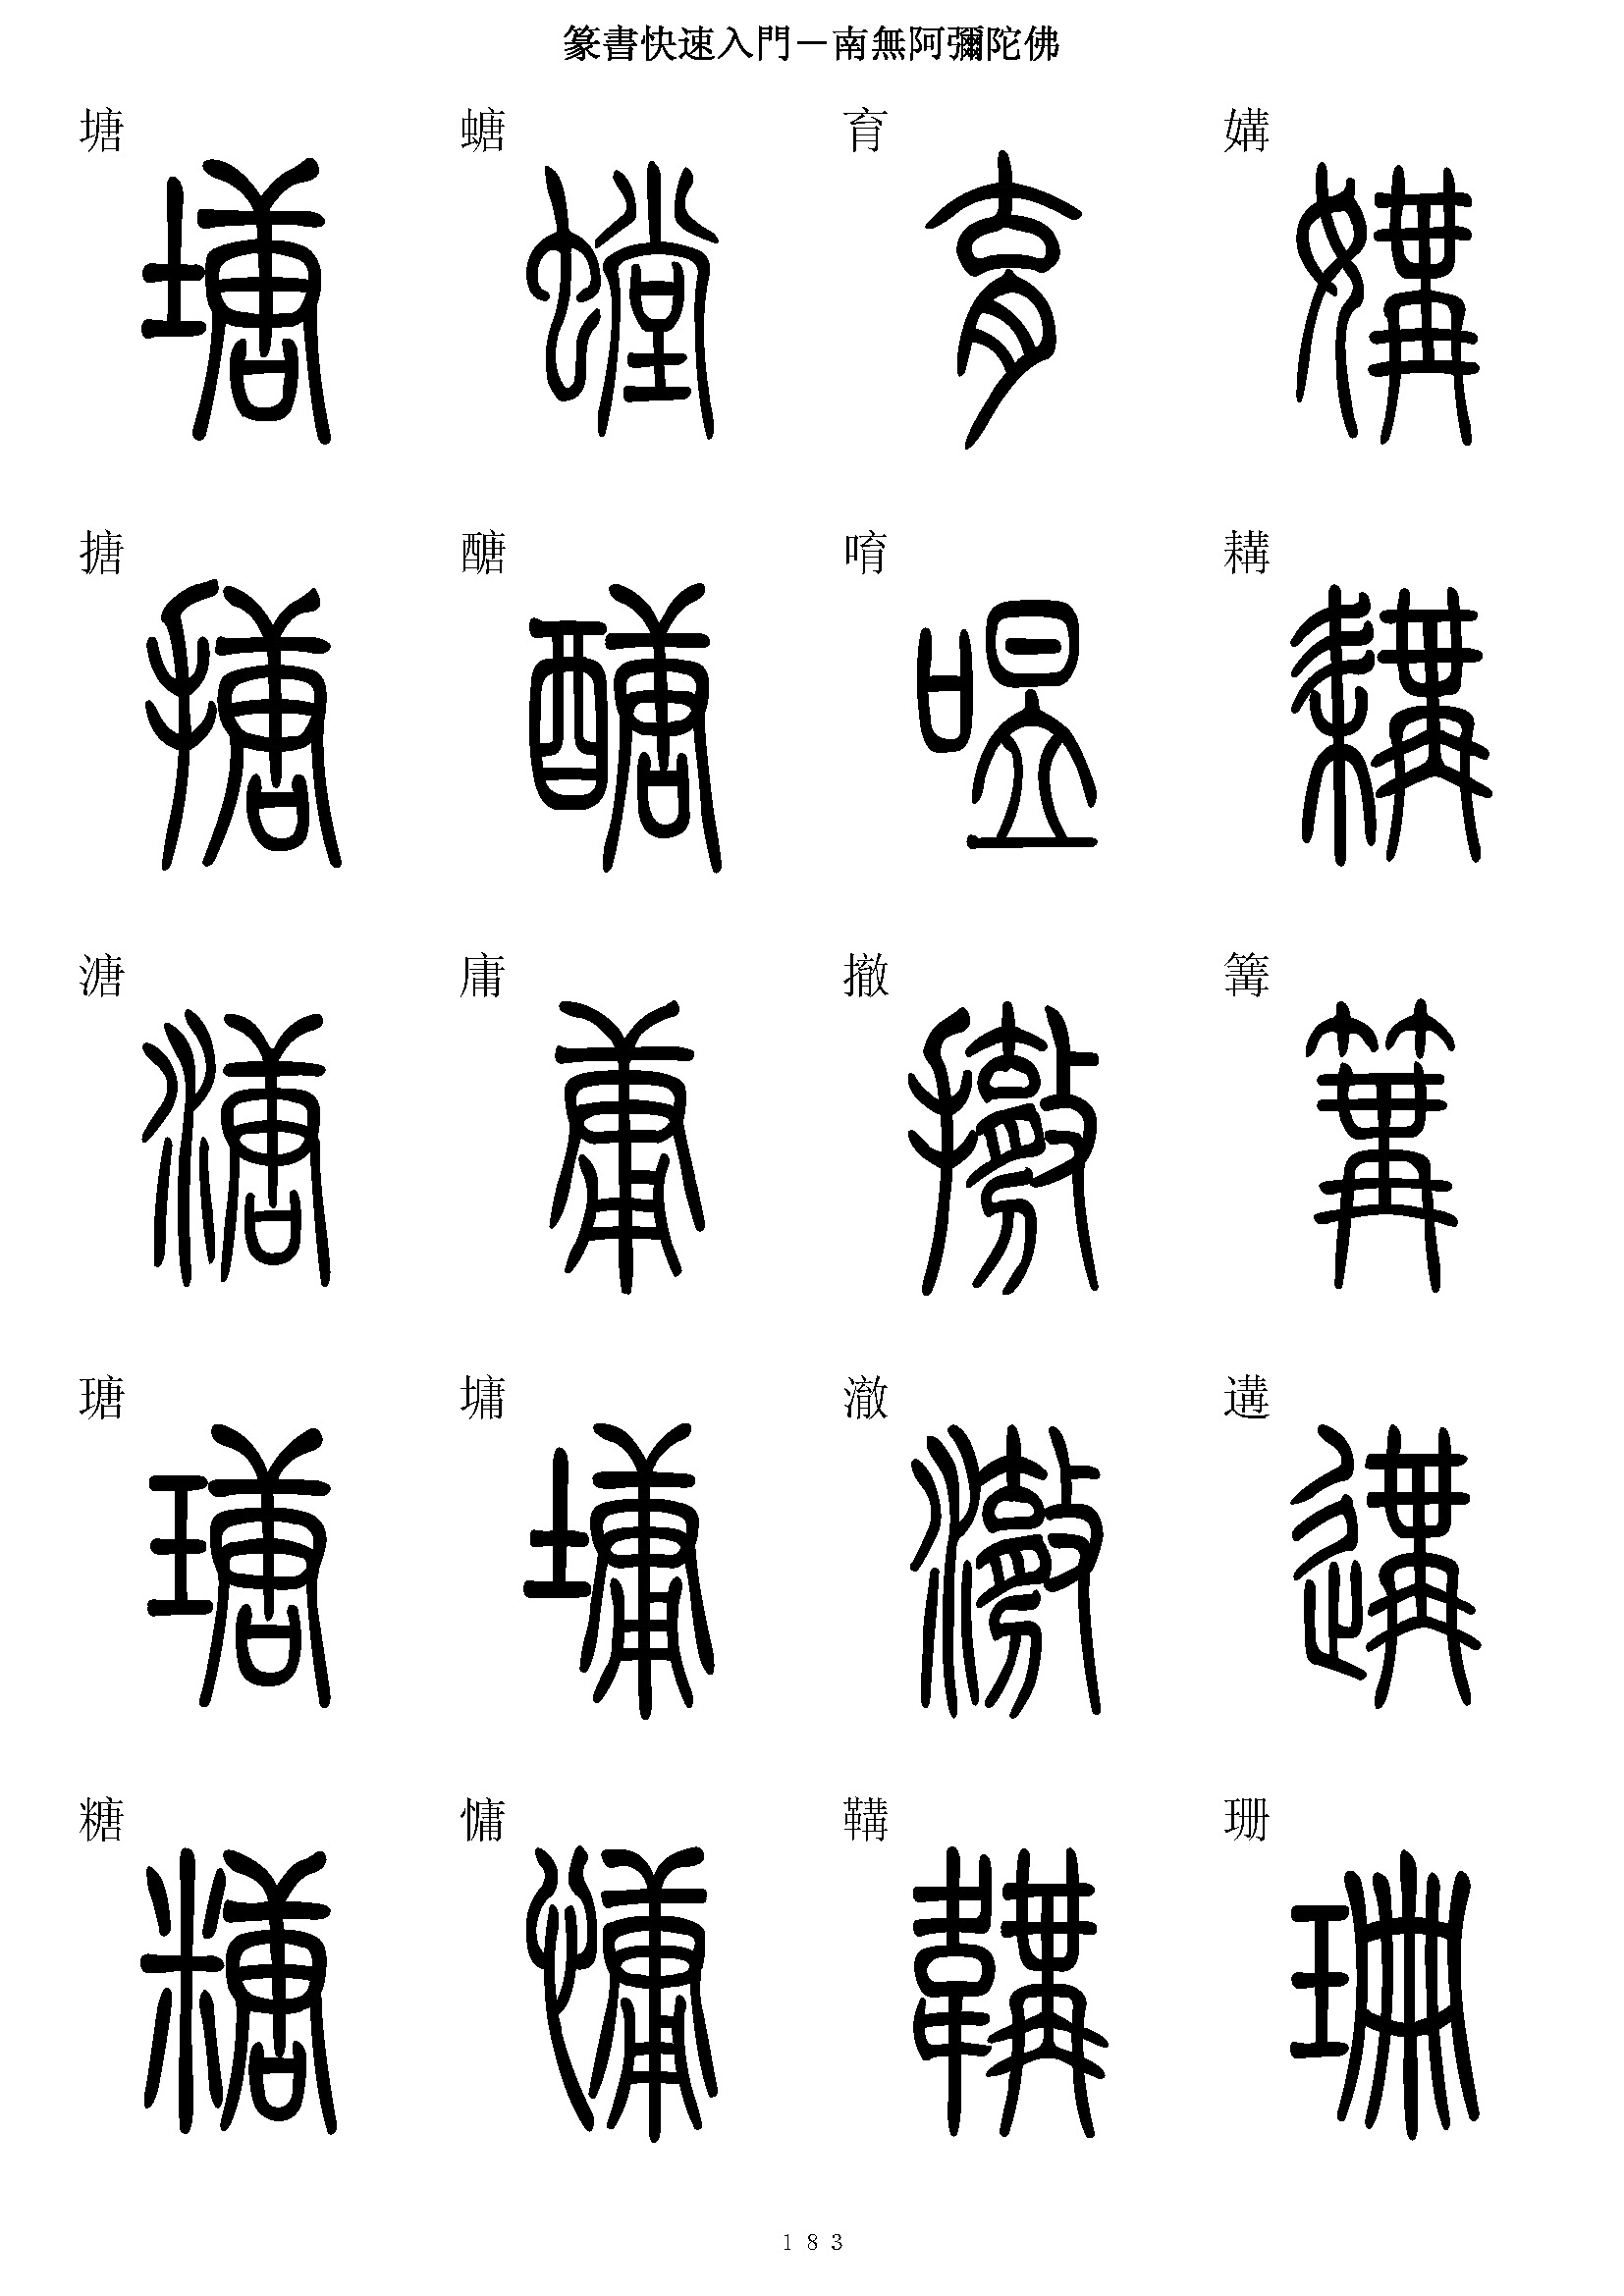 篆書快速入門－南無阿彌陀佛
塘 螗 育 媾
搪 醣 唷 耩
溏 庸 撤 篝
瑭 墉 澈 遘
糖 慵 鞲 珊
183